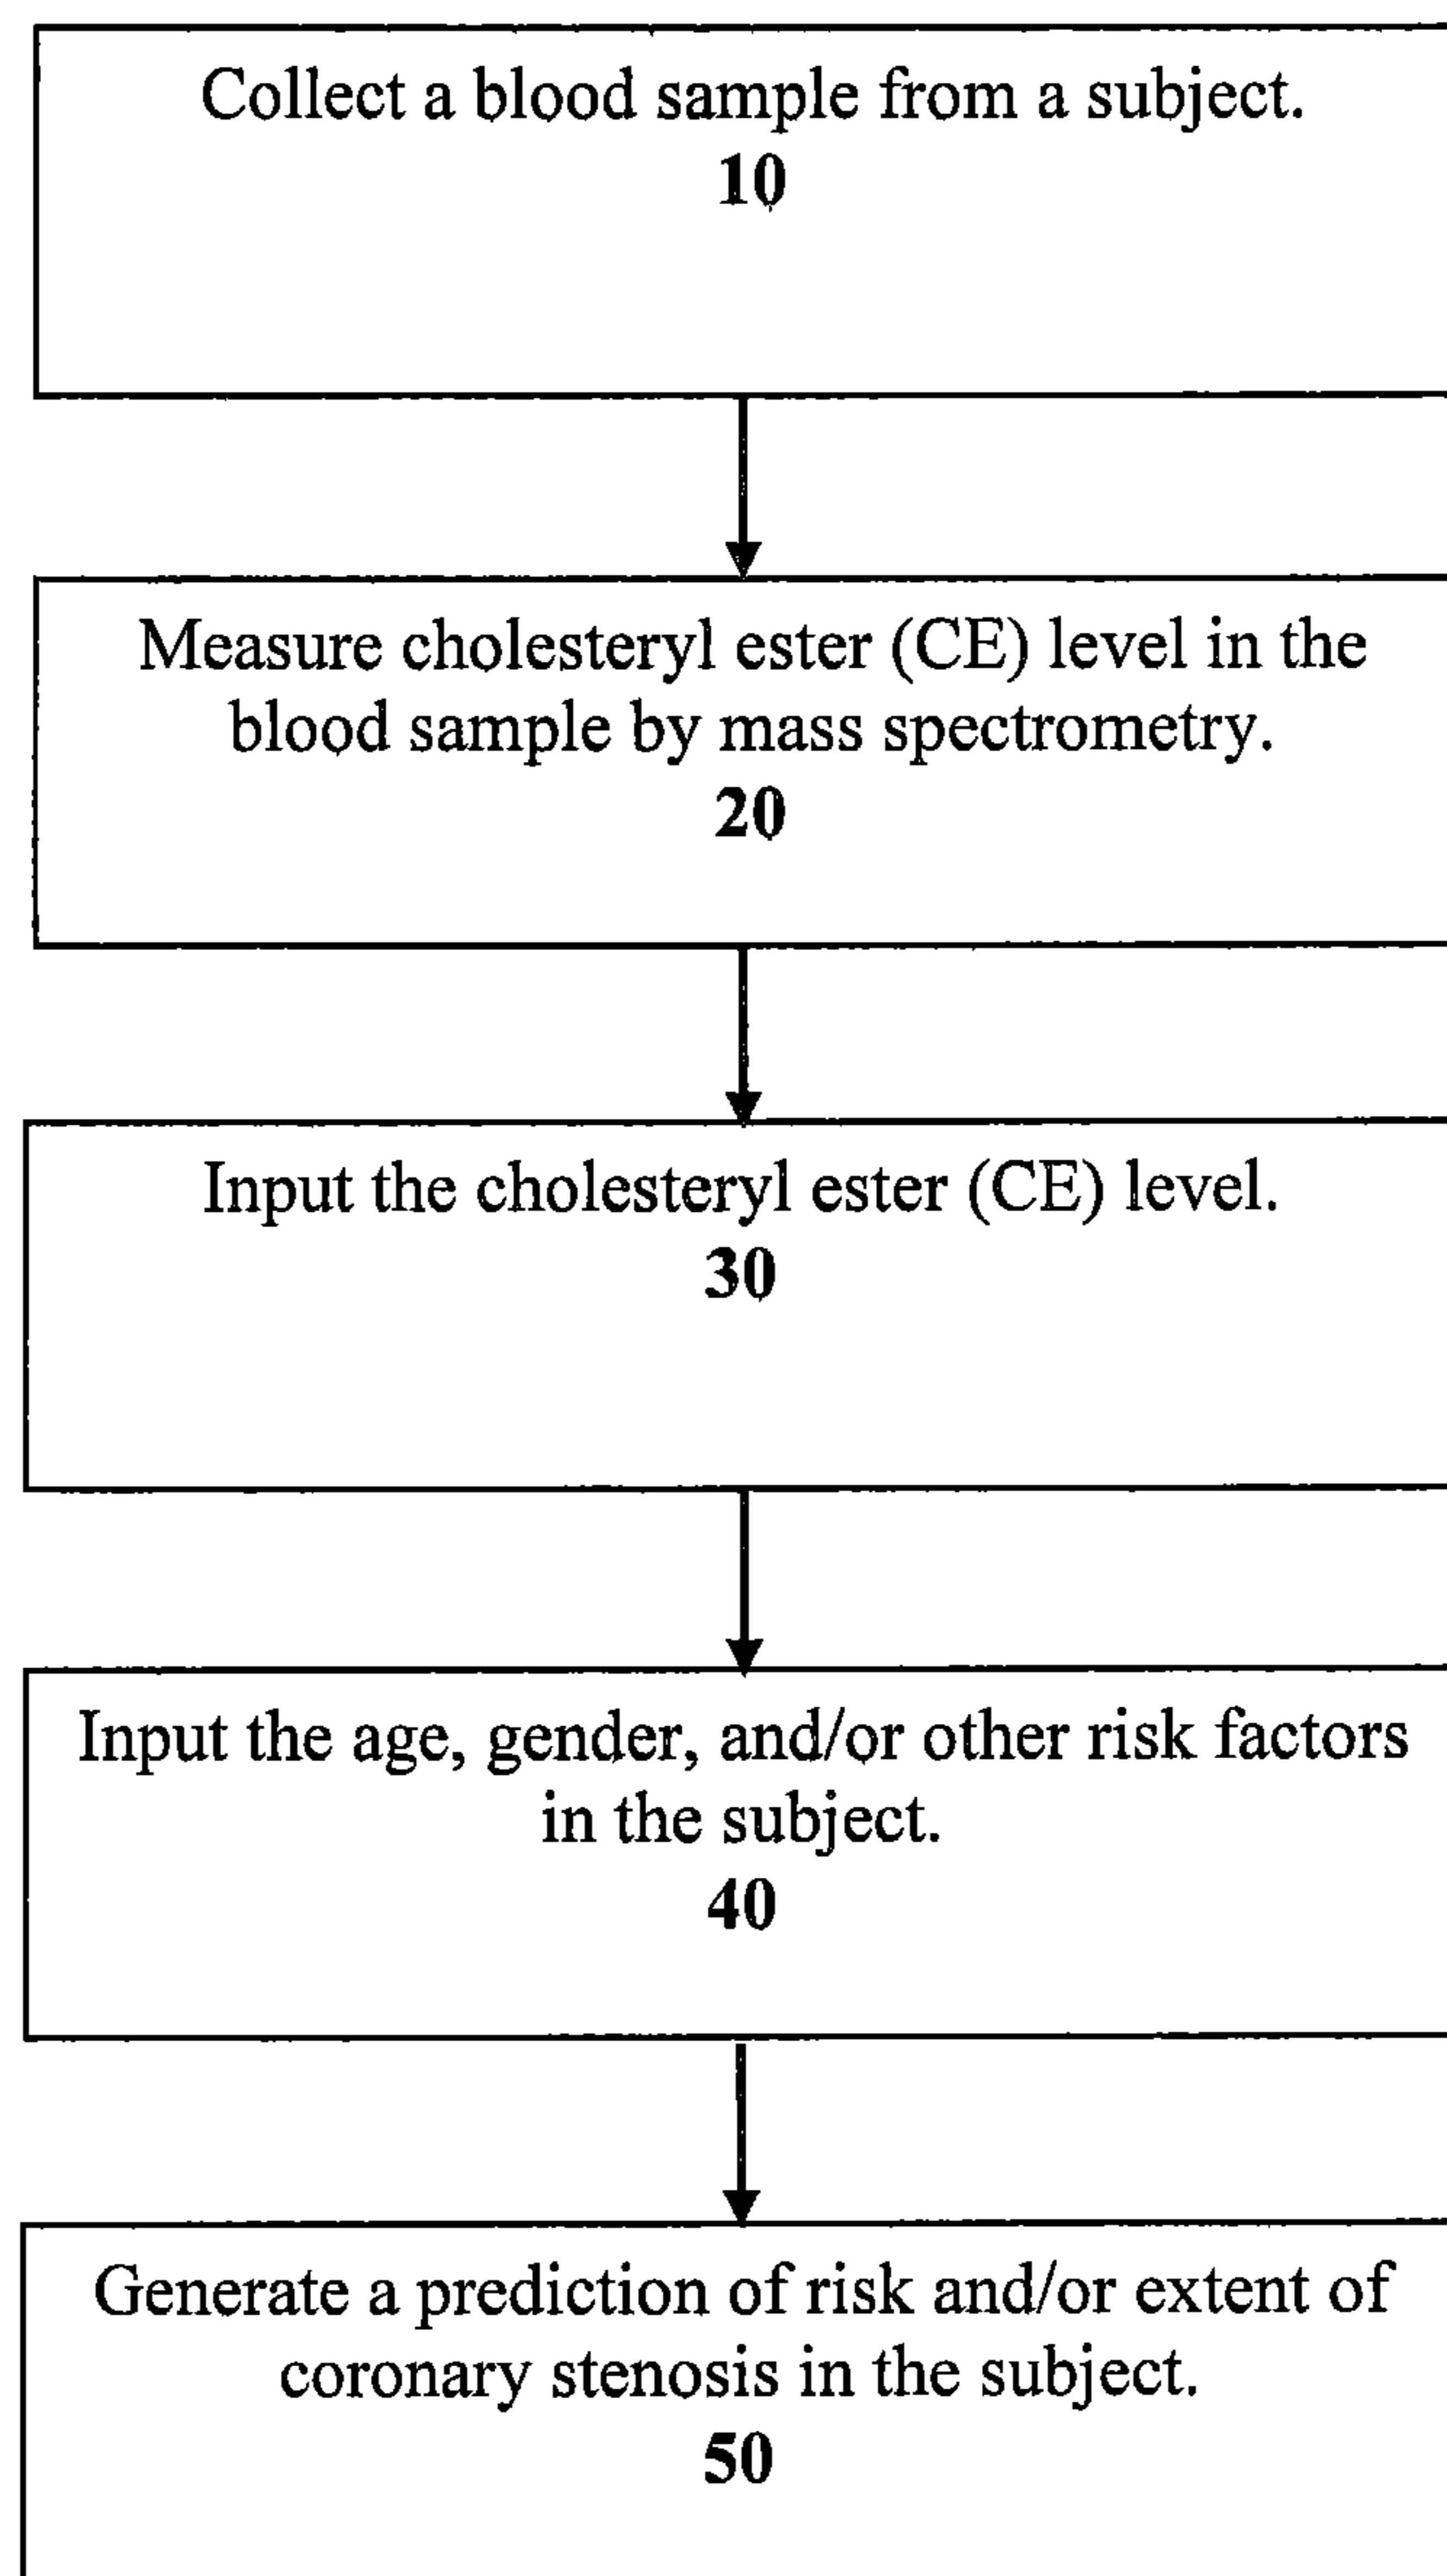 Collect a blood sample from a subject.
10
Measure cholesteryl ester (CE) level in the
blood sample by mass spectrometry.
20
Input the cholesteryl ester (CE) level.
30
Input the age, gender, and/or other risk factors
in the subject.
40
Generate a prediction of risk and/or extent of
coronary stenosis in the subject.
50